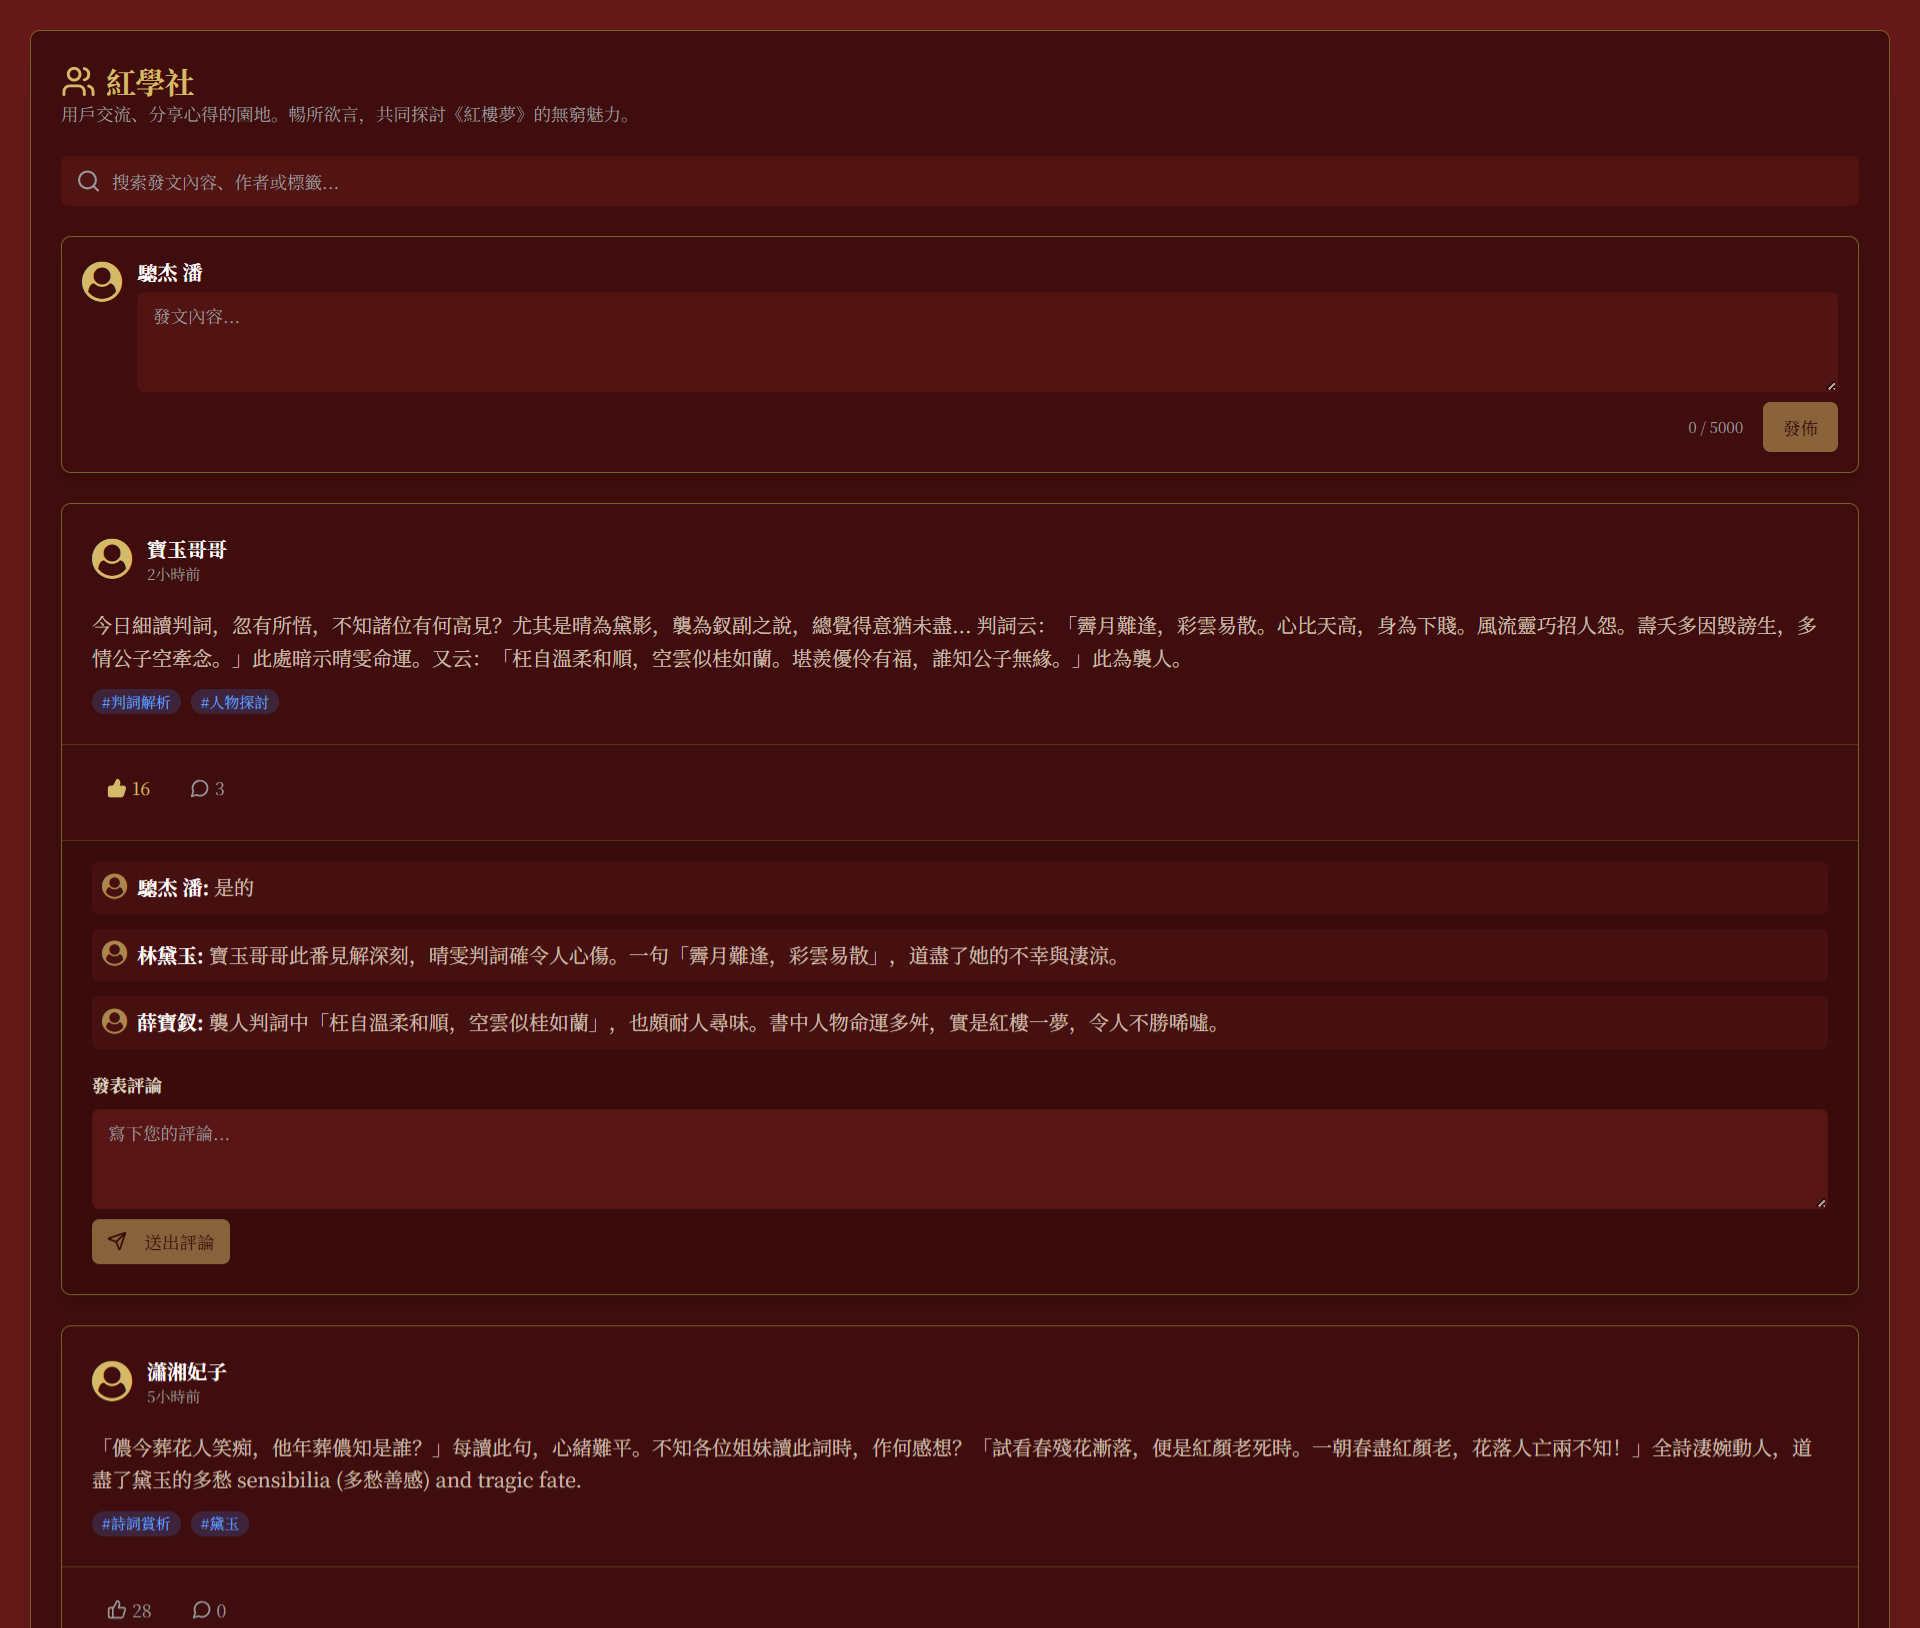 紅學社
用戶交流、分享心得的園地。暢所欲言，共同探討《紅樓夢》的無窮魅力。
搜索發文內容、作者或標籤...
驄杰 潘
發文內容...
0 / 5000
發佈
寶玉哥哥
2小時前
今日細讀判詞，忽有所悟，不知諸位有何高見？尤其是晴為黛影，襲為釵副之說，總覺得意猶未盡... 判詞云：「霽月難逢，彩雲易散。心比天高，身為下賤。風流靈巧招人怨。壽夭多因毀謗生，多
情公子空牽念。」此處暗示晴雯命運。又云：「枉自溫柔和順，空雲似桂如蘭。堪羨優伶有福，誰知公子無緣。」此為襲人。
#判詞解析 #人物探討
16 3
驄杰 潘: 是的
林黛玉: 寶玉哥哥此番見解深刻，晴雯判詞確令人心傷。一句「霽月難逢，彩雲易散」，道盡了她的不幸與淒涼。
薛寶釵: 襲人判詞中「枉自溫柔和順，空雲似桂如蘭」，也頗耐人尋味。書中人物命運多舛，實是紅樓一夢，令人不勝唏噓。
發表評論
寫下您的評論...
送出評論
瀟湘妃子
5小時前
「儂今葬花人笑痴，他年葬儂知是誰？」每讀此句，心緒難平。不知各位姐妹讀此詞時，作何感想？「試看春殘花漸落，便是紅顏老死時。一朝春盡紅顏老，花落人亡兩不知！」全詩淒婉動人，道
盡了黛玉的多愁 sensibilia (多愁善感) and tragic fate.
#詩詞賞析 #黛玉
28 0